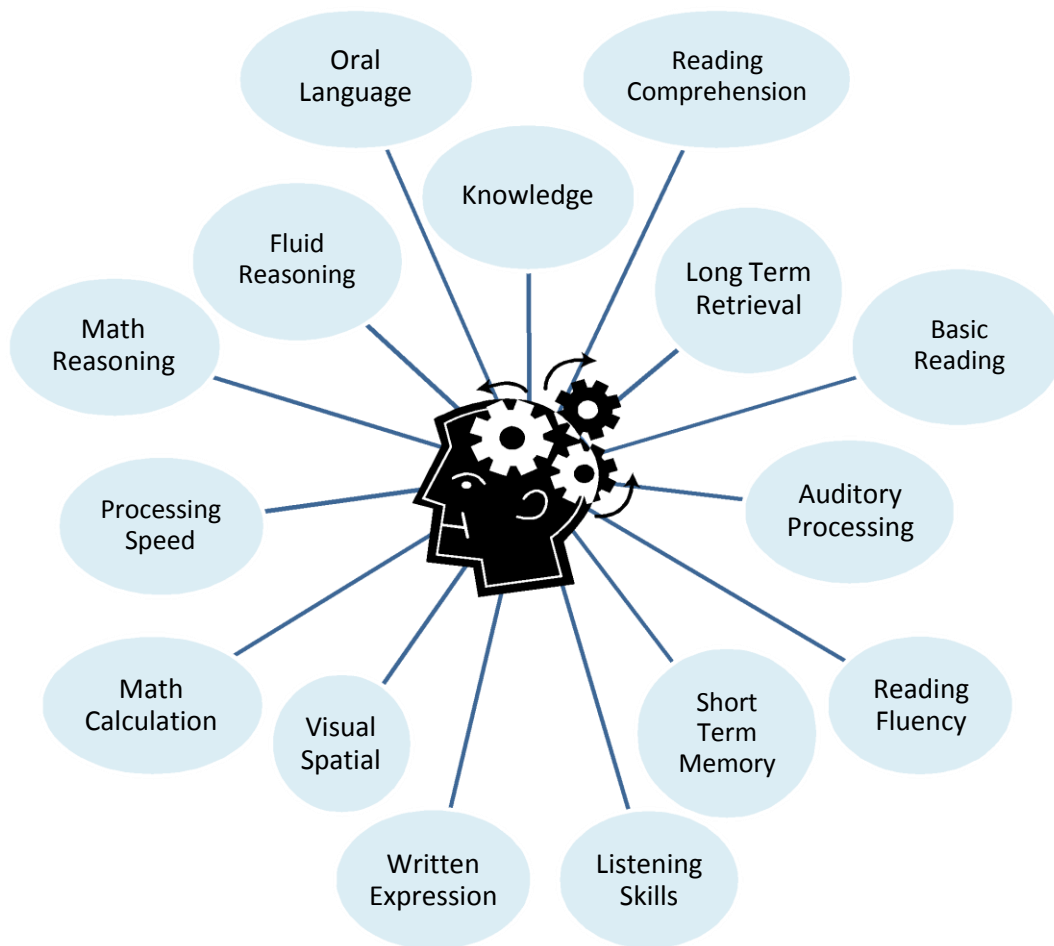 Oral
Language
Reading
Comprehension
Knowledge
Fluid
Reasoning
Long Term
Retrieval
Math
Reasoning
Basic
Reading
Processing
Speed
Auditory
Processing
Math
Calculation
Visual
Spatial
Short
Term
Memory
Reading
Fluency
Written
Expression
Listening
Skills